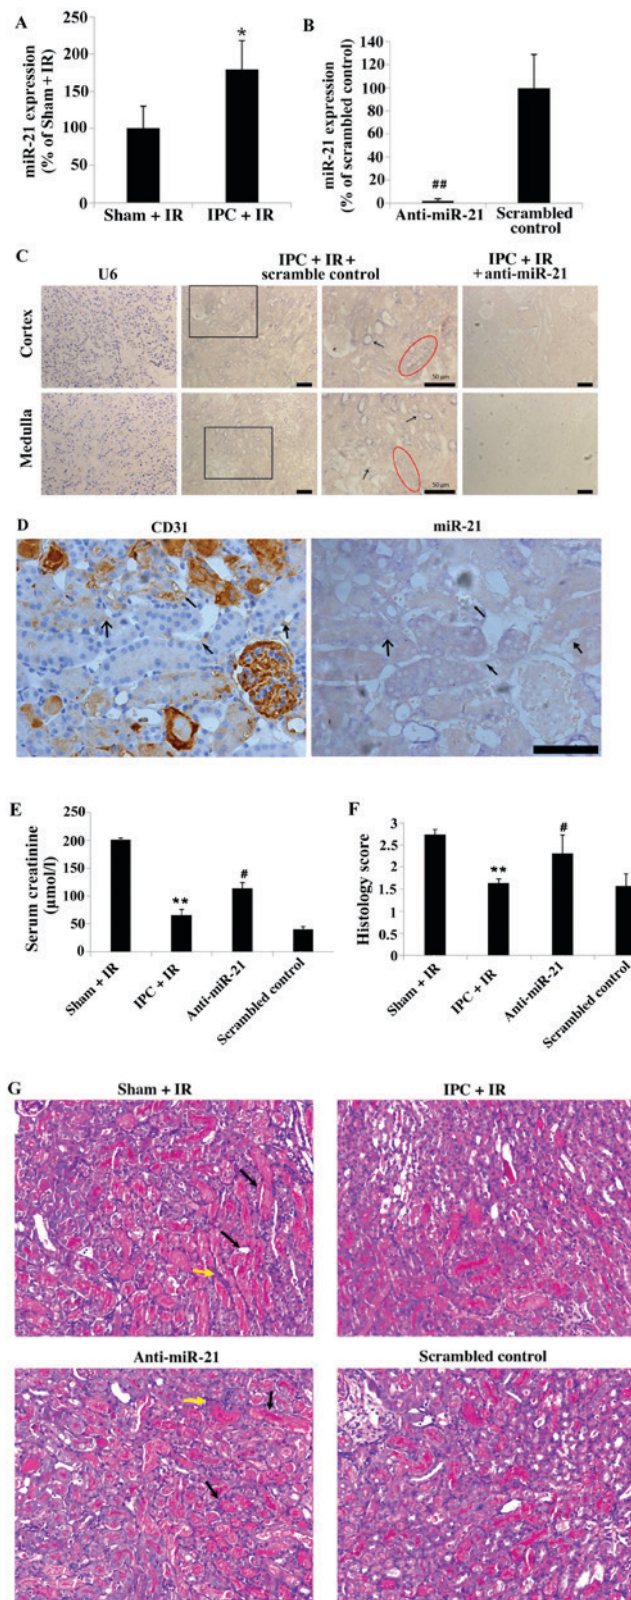 A
miR-21 expression
(% of Sham + IR)
250
200
150
100
50
0
*
Sham + IR
IPC + IR
B
miR-21 expression
(% of scrambled control)
140
120
100
80
60
40
20
0
##
Anti-miR-21
Scrambled
control
C
U6
IPC + IR +
scramble control
IPC + IR
+ anti-miR-21
Cortex
50 µm
Medulla
50 µm
D
CD31
miR-21
E
Serum creatinine
(µmol/l)
250
200
150
100
50
0
**
#
Sham + IR
IPC + IR
Anti-miR-21
Scrambled control
F
Histology score
3
2.5
2
1.5
1
0.5
0
**
#
Sham + IR
IPC + IR
Anti-miR-21
Scrambled control
G
Sham + IR
IPC + IR
Anti-miR-21
Scrambled control